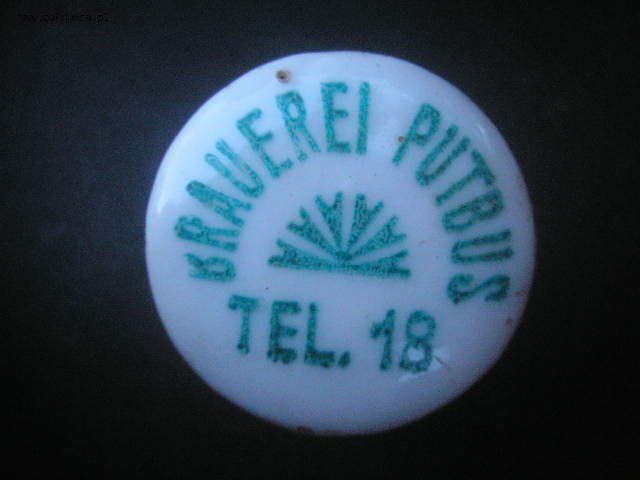 www.odkrywca.pl
BRAUEREI PUTBUS
TEL. 18